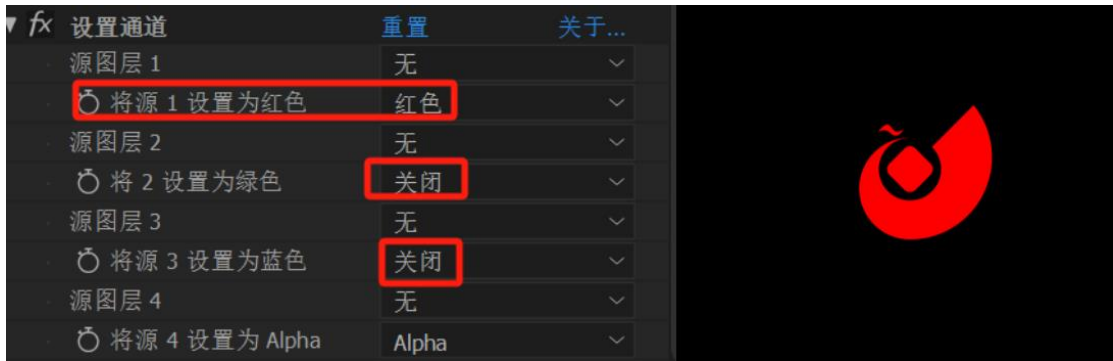 fx 设置通道 重置 关于...
源图层 1 无
将源 1 设置为红色 红色
源图层 2 无
将 2 设置为绿色 关闭
源图层 3 无
将源 3 设置为蓝色 关闭
源图层 4 无
将源 4 设置为 Alpha Alpha